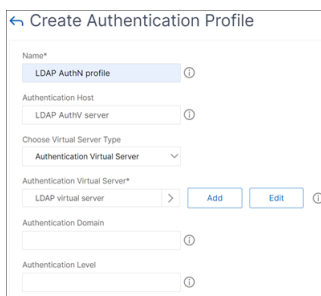 Create Authentication Profile
Name*
LDAP AuthN profile
Authentication Host
LDAP AuthV server
Choose Virtual Server Type
Authentication Virtual Server
Authentication Virtual Server*
LDAP virtual server
Add
Edit
Authentication Domain
Authentication Level